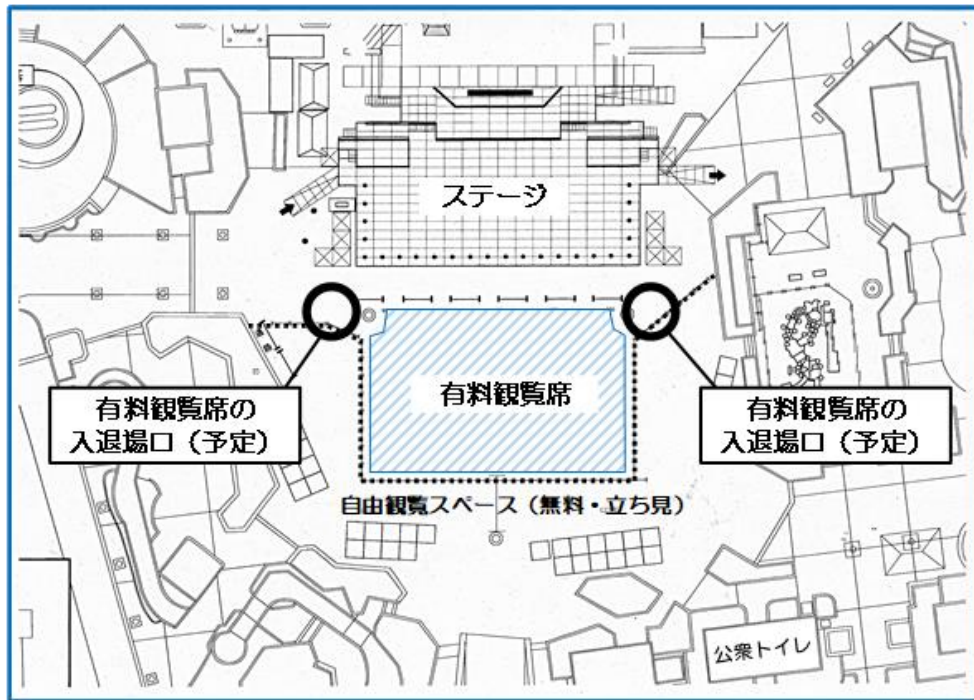 ステージ
有料観覧席の
入退場口（予定）
有料観覧席
有料観覧席の
入退場口（予定）
自由観覧スペース（無料・立ち見）
公衆トイレ